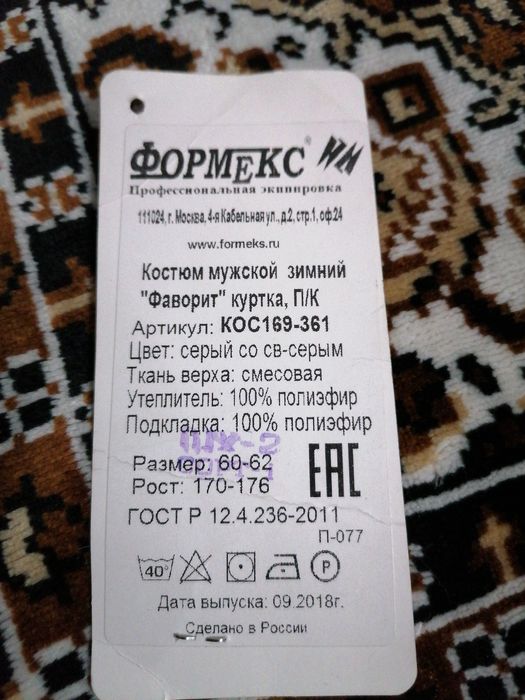 ФОРМЕКС® НМ
Профессиональная экипировка
111024, г. Москва, 4-я Кабельная ул., д.2, стр.1, оф.24
www.formeks.ru
Костюм мужской зимний
"Фаворит" куртка, П/К
Артикул: КОС169-361
Цвет: серый со св-серым
Ткань верха: смесовая
Утеплитель: 100% полиэфир
Подкладка: 100% полиэфир
Размер: 60-62
Рост: 170-176
EAC
ГОСТ Р 12.4.236-2011
П-077
40°
P
Дата выпуска: 09.2018г.
Сделано в России